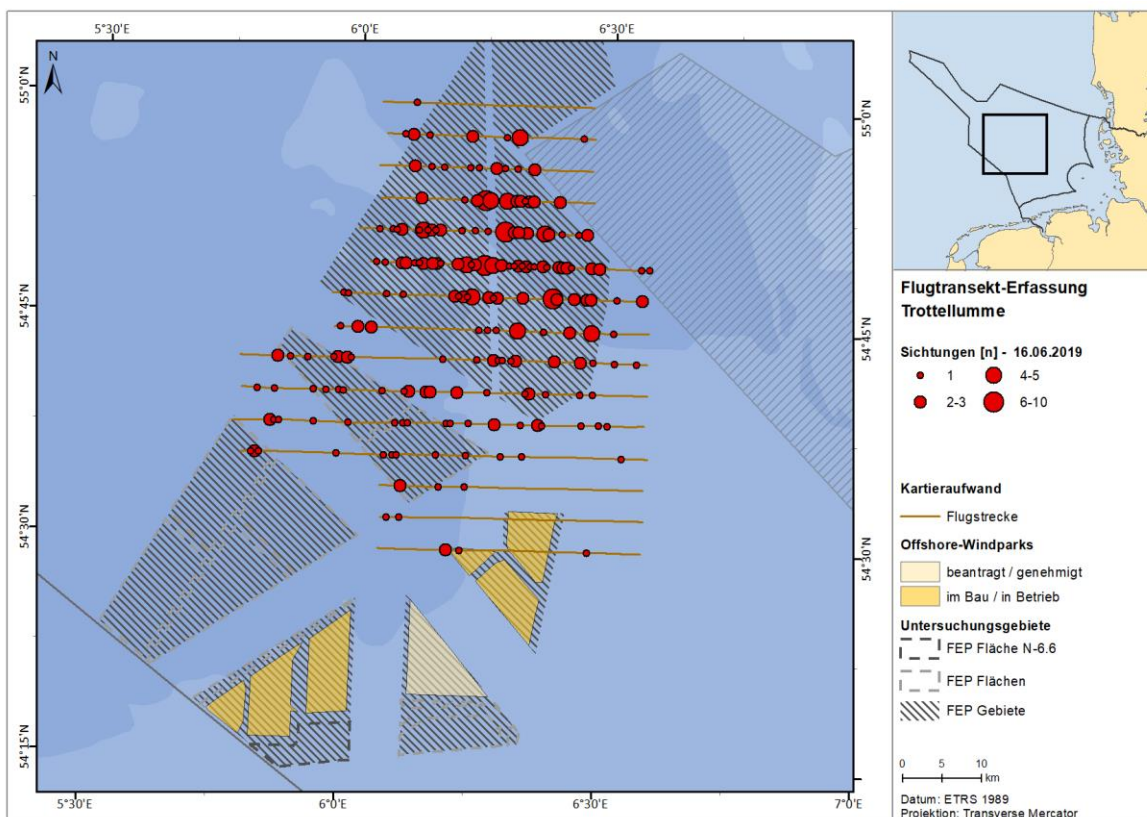 5°30'E
6°0'E
6°30'E
N
55°0'N
55°0'N
54°45'N
54°45'N
54°30'N
54°30'N
54°15'N
5°30'E
6°0'E
6°30'E
7°0'E
Flugtransekt-Erfassung
Trottellumme
Sichtungen [n] - 16.06.2019
1
4-5
2-3
6-10
Kartieraufwand
Flugstrecke
Offshore-Windparks
beantragt / genehmigt
im Bau / in Betrieb
Untersuchungsgebiete
FEP Fläche N-6.6
FEP Flächen
FEP Gebiete
0 5 10
km
Datum: ETRS 1989
Projektion: Transverse Mercator